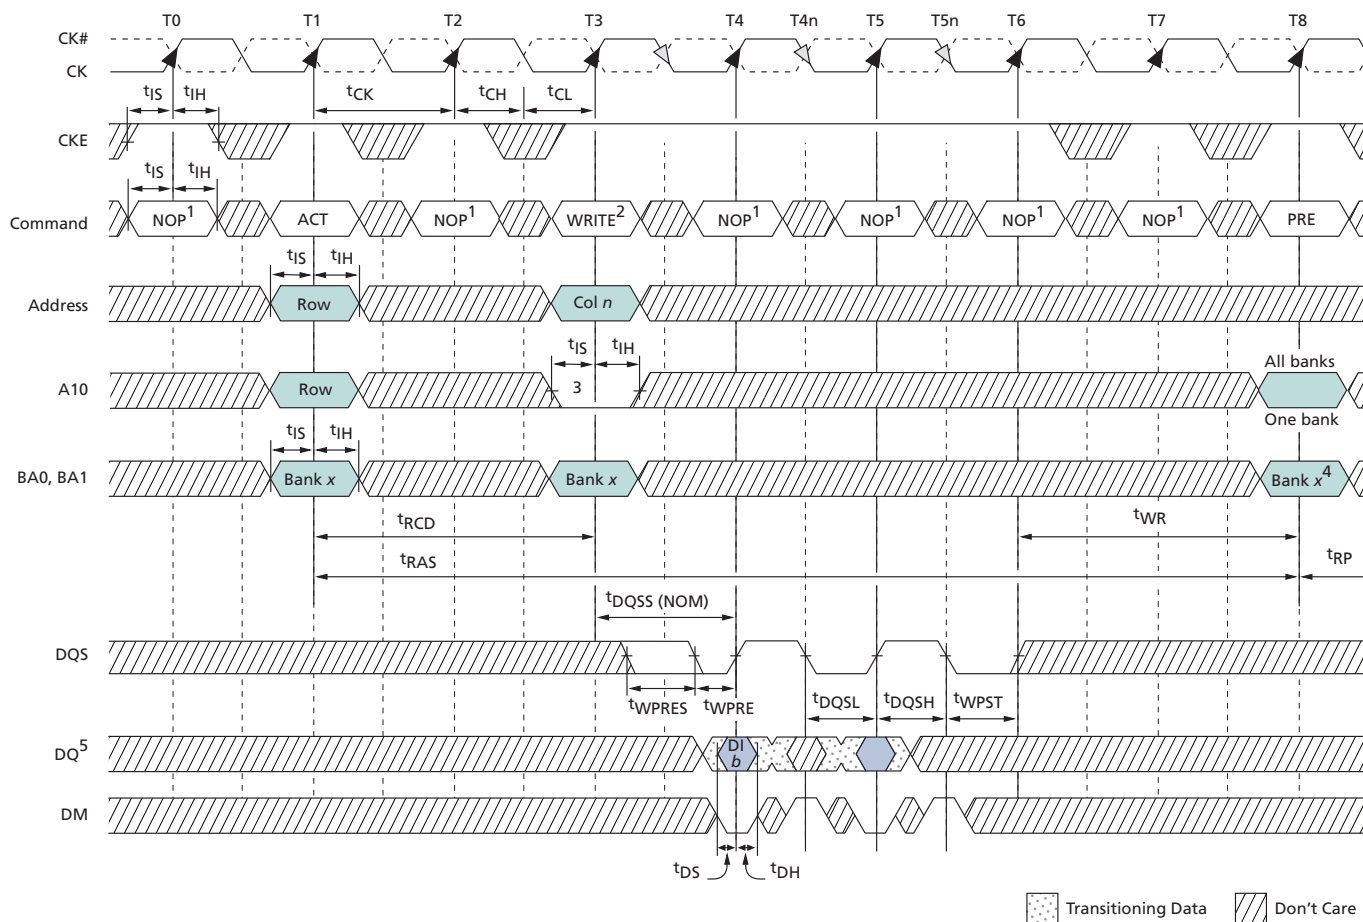 T0 T1 T2 T3 T4 T4n T5 T5n T6 T7 T8
CK#
CK
tIS tIH tCK tCH tCL
CKE
tIS tIH
Command NOP1 ACT NOP1 WRITE2 NOP1 NOP1 NOP1 NOP1 PRE
tIS tIH
Address Row Col n
tIS tIH
All banks
A10 Row 3
One bank
tIS tIH
BA0, BA1 Bank x Bank x Bank x4
tRCD tWR
tRAS tRP
tDQSS (NOM)
DQS
tWPRES tWPRE tDQSL tDQSH tWPST
DQ5 DI
b
DM
tDS tDH
Transitioning Data Don't Care